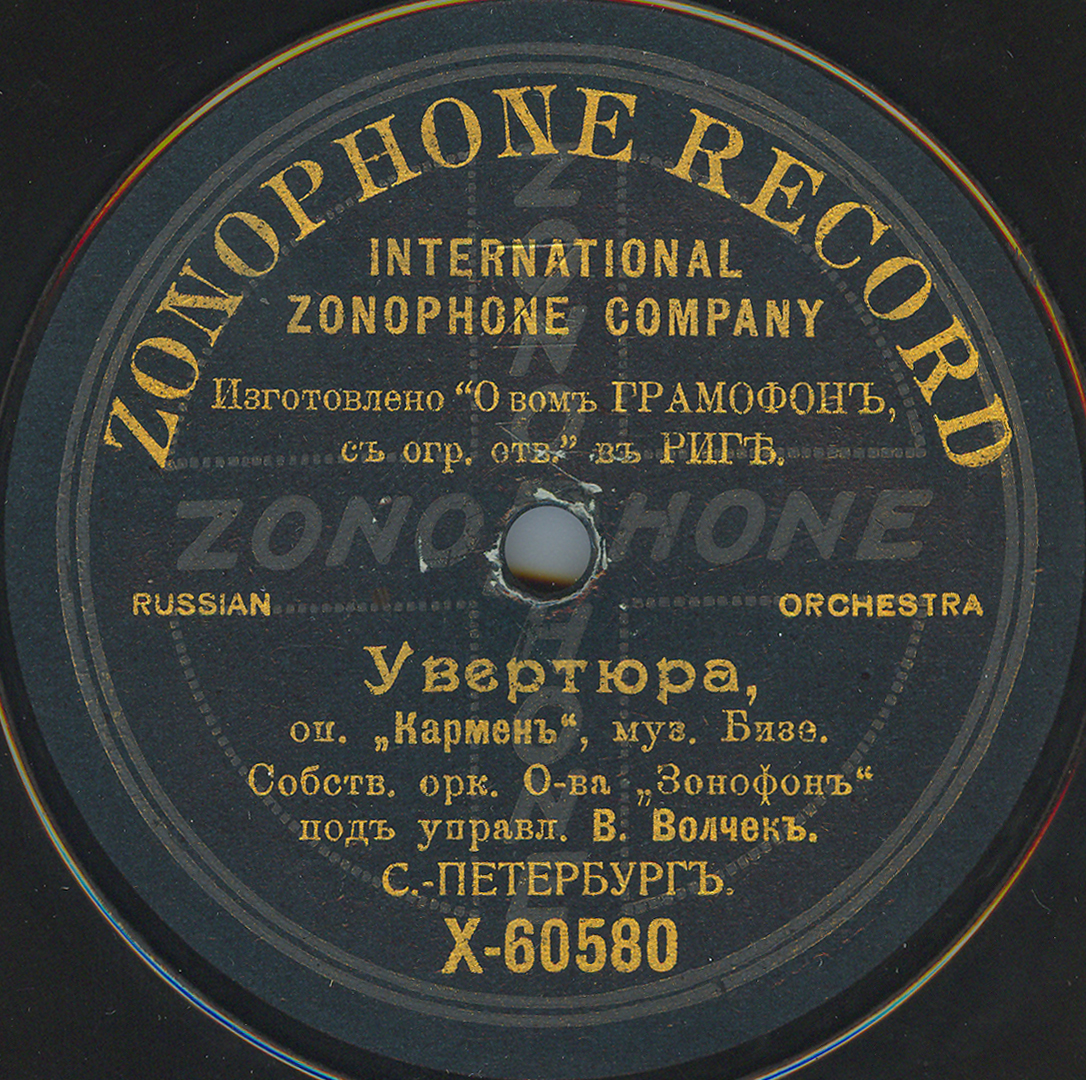 ZONOPHONE RECORD
INTERNATIONAL
ZONOPHONE COMPANY
Изготовлено “О вомъ ГРАМОФОНЪ,
съ огр. отв.” въ РИГѢ.
ZONOPHONE
ZONOPHONE
RUSSIAN
ORCHESTRA
Увертюра,
оп. „Карменъ“, муз. Бизе.
Собств. орк. О-ва „Зонофонъ“
подъ управл. В. Волчекъ.
С.-ПЕТЕРБУРГЪ.
X-60580